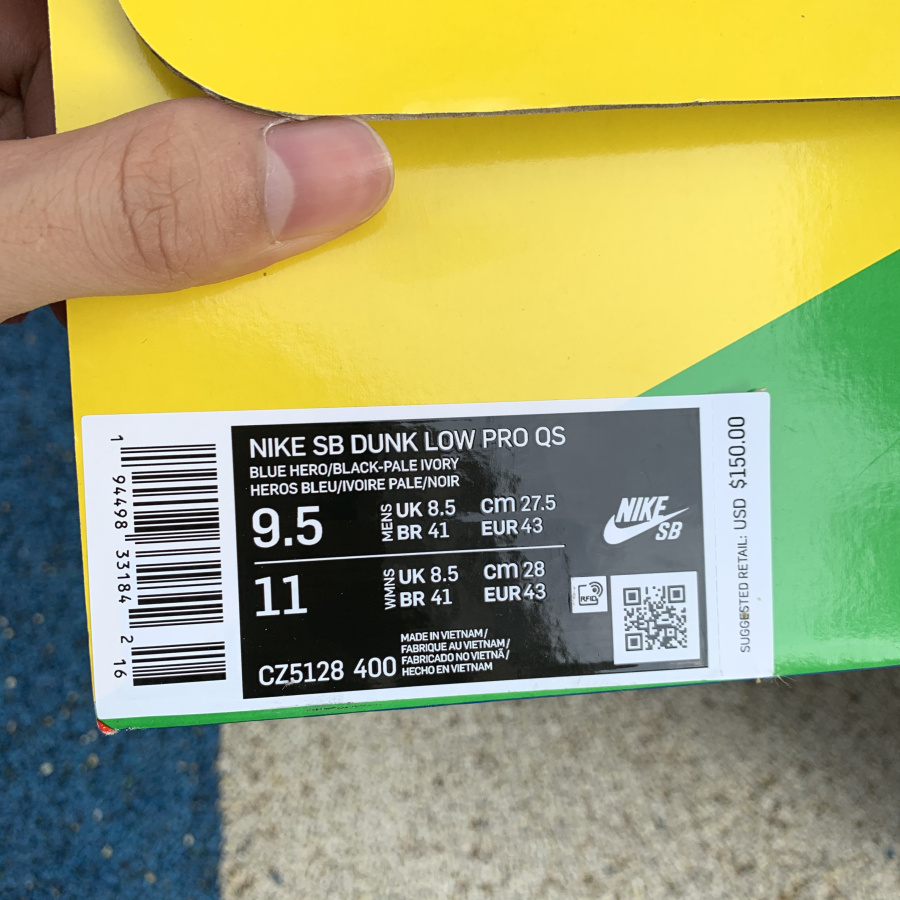 1 94498 33184 2 16
NIKE SB DUNK LOW PRO QS
BLUE HERO/BLACK-PALE IVORY
HEROS BLEU/IVOIRE PALE/NOIR
9.5
MENS
UK 8.5 cm 27.5
BR 41 EUR 43
11
WMNS
UK 8.5 cm 28
BR 41 EUR 43
CZ5128 400
MADE IN VIETNAM/
FABRIQUE AU VIETNAM/
FABRICADO NO VIETNÃ/
HECHO EN VIETNAM
NIKE
SB
RFID
SUGGESTED RETAIL: USD $150.00